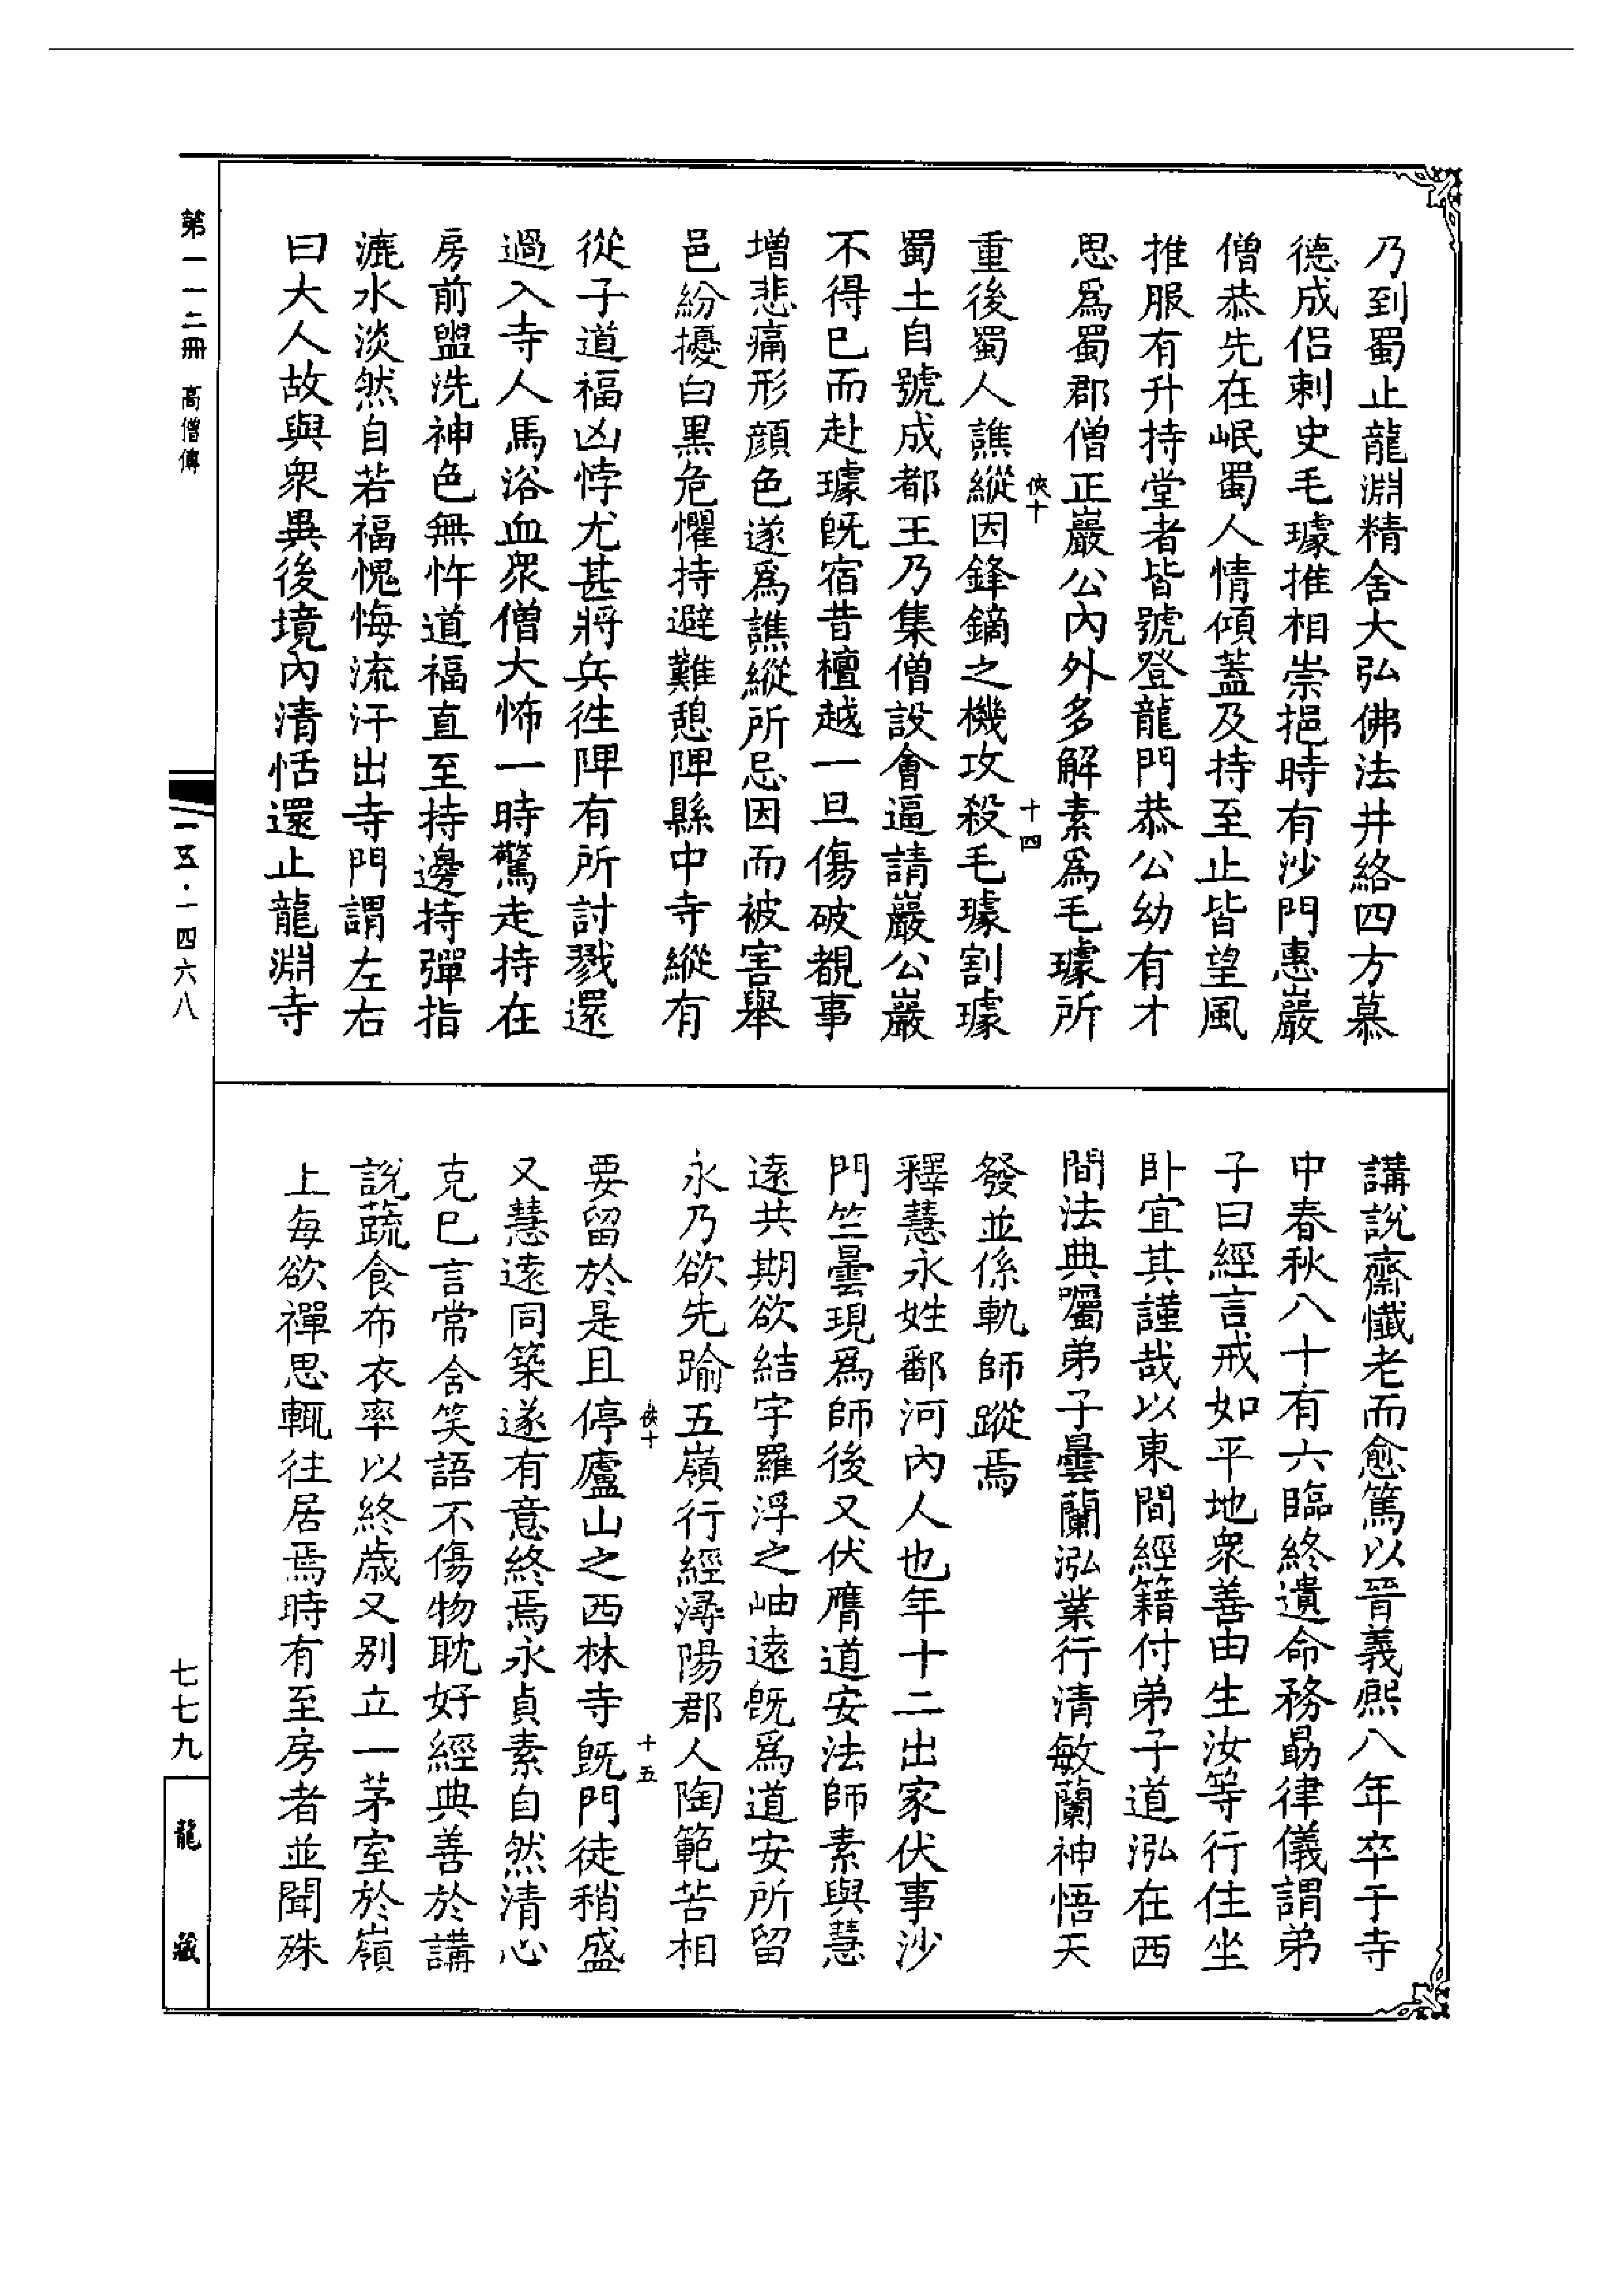 乃到蜀止龍淵精舍大弘佛法井絡四方慕
德成侶刺史毛璩推相崇挹時有沙門惠巖
僧恭先在岷蜀人情傾蓋及持至止皆望風
推服有升持堂者皆號登龍門恭公幼有才
思爲蜀郡僧正巖公內外多解素爲毛璩所
俠十
十四
重後蜀人譙縱因鋒鏑之機攻殺毛璩割璩
蜀土自號成都王乃集僧設會逼請巖公巖
不得已而赴璩既宿昔檀越一旦傷破覩事
增悲痛形顔色遂爲譙縱所忌因而被害舉
邑紛擾白黑危懼持避難憩陴縣中寺縱有
從子道福凶悖尤甚將兵往陴有所討戮還
過入寺人馬浴血衆僧大怖一時驚走持在
房前盥洗神色無忤道福直至持邊持彈指
漉水淡然自若福愧悔流汗出寺門謂左右
曰大人故與衆異後境內清恬還止龍淵寺
講說齋懺老而愈篤以晉義熙八年卒于寺
中春秋八十有六臨終遺命務勗律儀謂弟
子曰經言戒如平地衆善由生汝等行住坐
卧宜其謹哉以東間經籍付弟子道泓在西
間法典囑弟子曇蘭泓業行清敏蘭神悟天
發並係軌師蹤焉
釋慧永姓鄱河內人也年十二出家伏事沙
門竺曇現爲師後又伏膺道安法師素與慧
遠共期欲結宇羅浮之岫遠既爲道安所留
永乃欲先踰五嶺行經潯陽郡人陶範苦相
俠十
十五
要留於是且停廬山之西林寺既門徒稍盛
又慧遠同築遂有意終焉永貞素自然清心
克已言常含笑語不傷物耽好經典善於講
說蔬食布衣率以終歲又別立一茅室於嶺
上每欲禪思輒往居焉時有至房者並聞殊
第一一二冊 高僧傳
一五·一四六八
七七九
龍藏